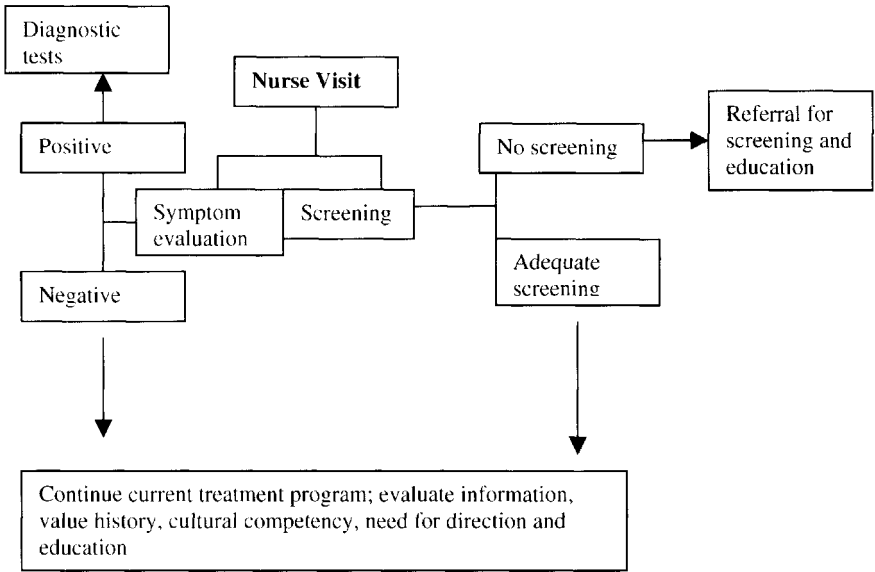 Diagnostic
tests
Nurse Visit
Positive
No screening
Referral for
screening and
education
Symptom
evaluation
Screening
Adequate
screening
Negative
Continue current treatment program; evaluate information,
value history, cultural competency, need for direction and
education